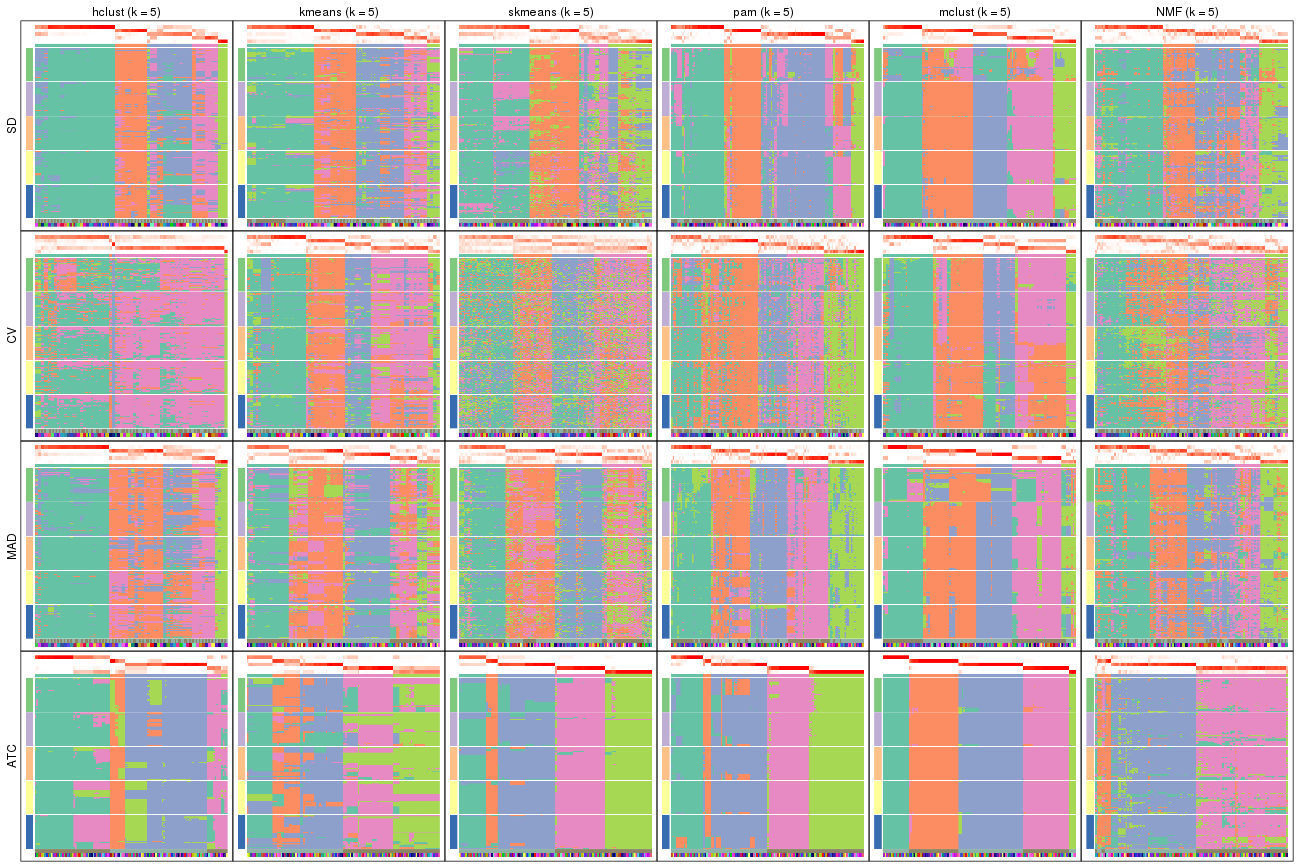 hclust (k = 5) kmeans (k = 5) skmeans (k = 5) pam (k = 5) mclust (k = 5) NMF (k = 5)
SD
CV
MAD
ATC